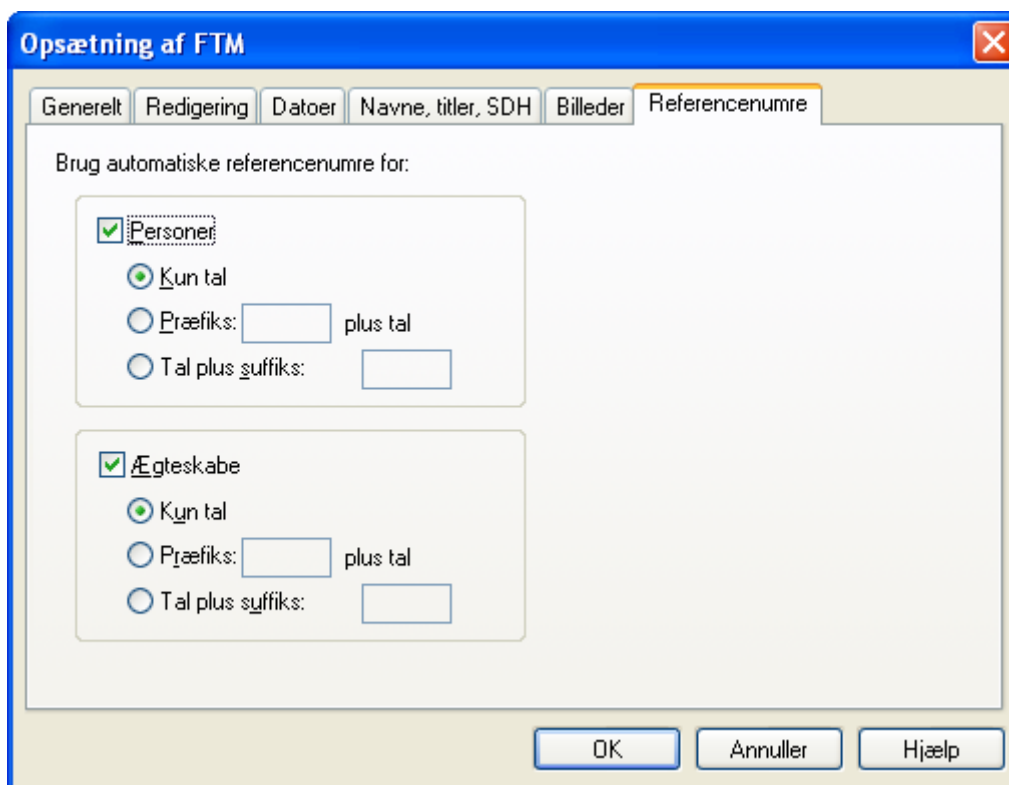 Opsætning af FTM
Generelt Redigering Datoer Navne, titler, SDH Billeder Referencenumre
Brug automatiske referencenumre for:
Personer
Kun tal
Præfiks: plus tal
Tal plus suffiks:
Ægteskabe
Kun tal
Præfiks: plus tal
Tal plus suffiks:
OK Annuller Hjælp